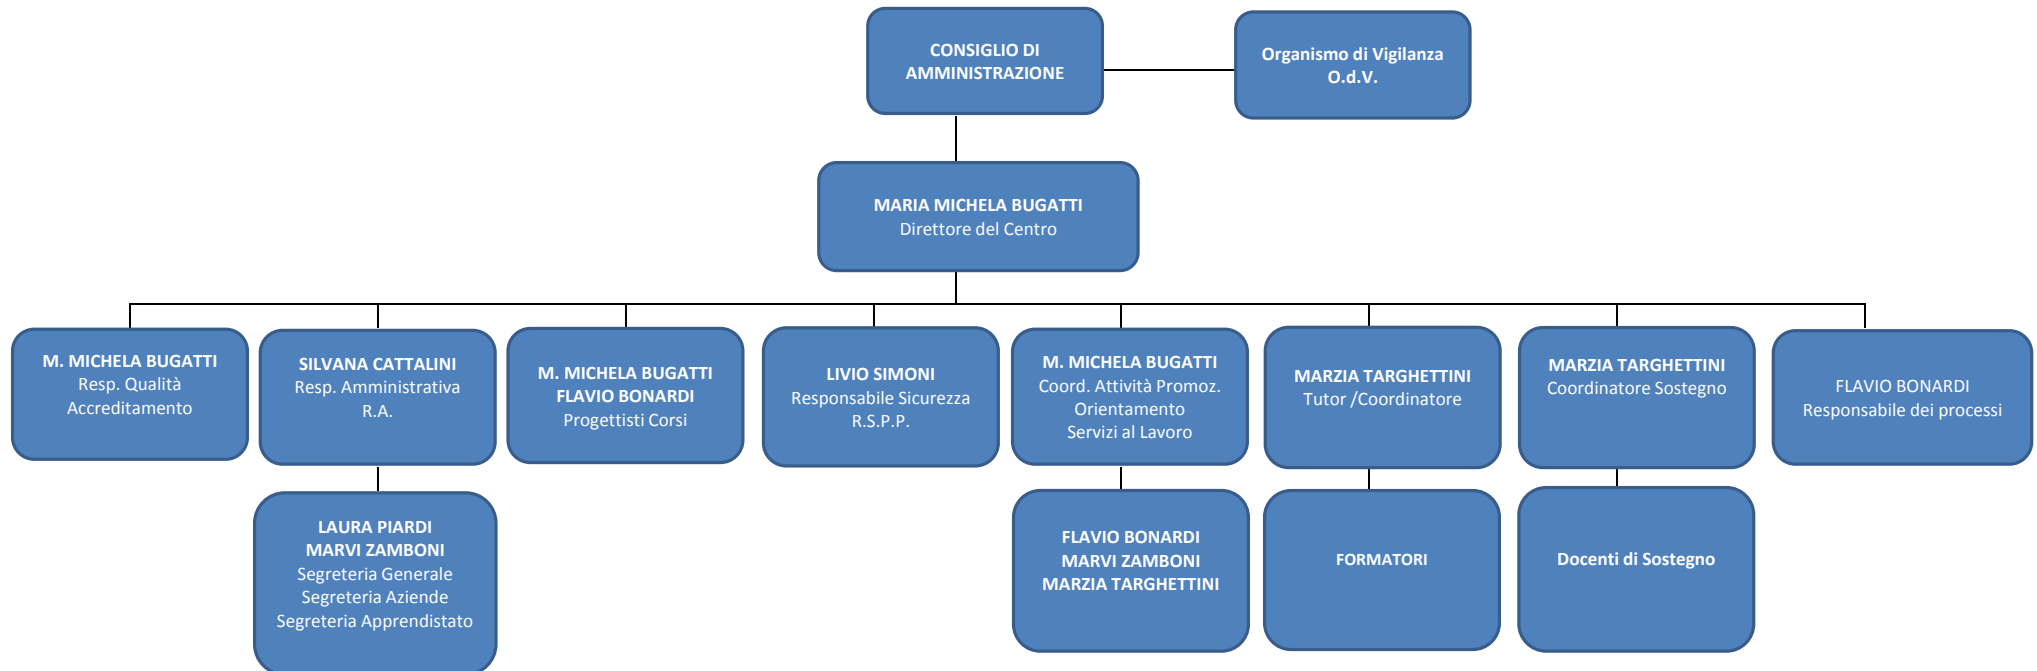 CONSIGLIO DI
AMMINISTRAZIONE
Organismo di Vigilanza
O.d.V.
MARIA MICHELA BUGATTI
Direttore del Centro
M. MICHELA BUGATTI
Resp. Qualità
Accreditamento
SILVANA CATTALINI
Resp. Amministrativa
R.A.
M. MICHELA BUGATTI
FLAVIO BONARDI
Progettisti Corsi
LIVIO SIMONI
Responsabile Sicurezza
R.S.P.P.
M. MICHELA BUGATTI
Coord. Attività Promoz.
Orientamento
Servizi al Lavoro
MARZIA TARGHETTINI
Tutor /Coordinatore
MARZIA TARGHETTINI
Coordinatore Sostegno
FLAVIO BONARDI
Responsabile dei processi
LAURA PIARDI
MARVI ZAMBONI
Segreteria Generale
Segreteria Aziende
Segreteria Apprendistato
FLAVIO BONARDI
MARVI ZAMBONI
MARZIA TARGHETTINI
FORMATORI
Docenti di Sostegno